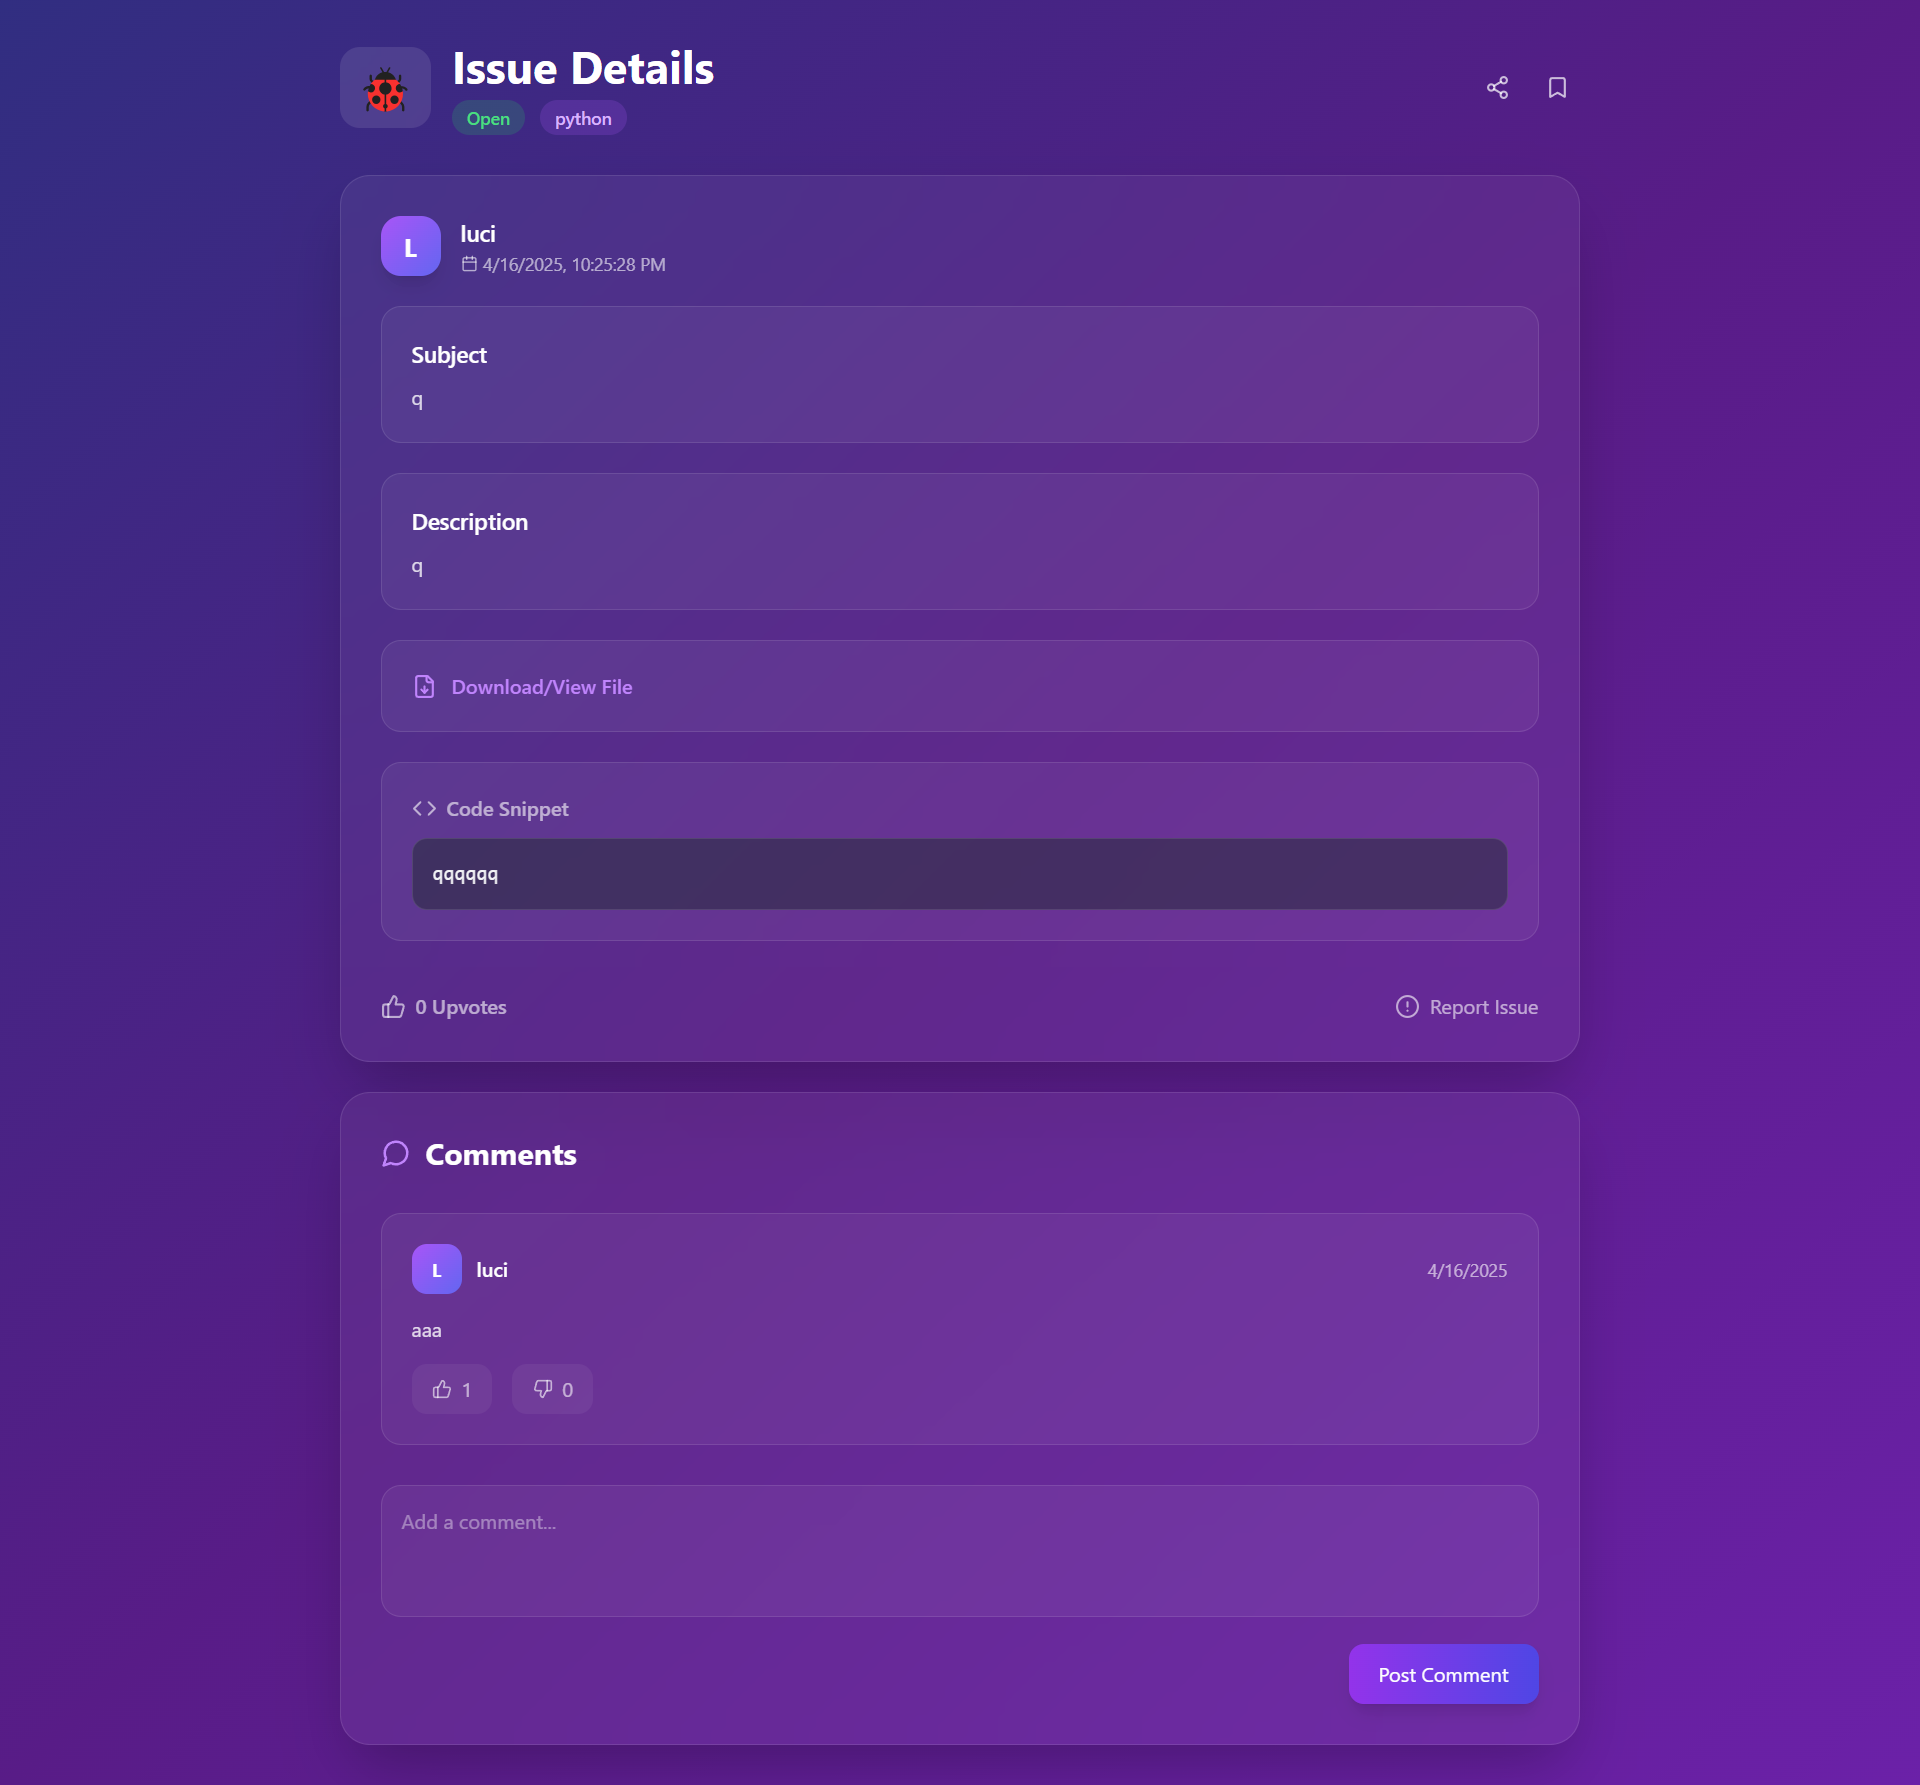 Issue Details
Open python
L
luci
4/16/2025, 10:25:28 PM
Subject
q
Description
q
Download/View File
Code Snippet
qqqqqq
0 Upvotes Report Issue
Comments
L luci 4/16/2025
aaa
1 0
Add a comment...
Post Comment